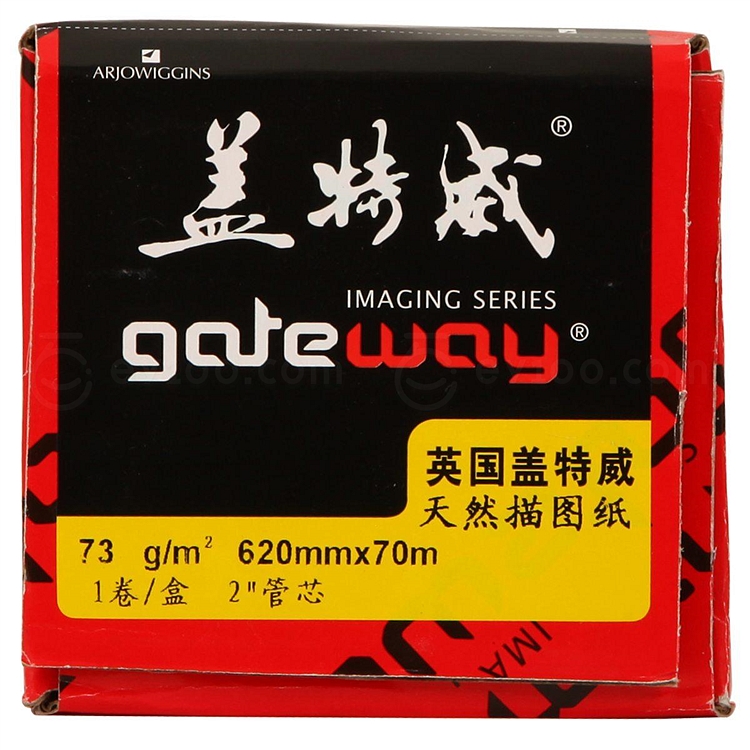 ARJOWIGGINS
盖特威®
IMAGING SERIES
gateway®
英国盖特威
天然描图纸
73 g/m² 620mmx70m
1卷/盒 2"管芯